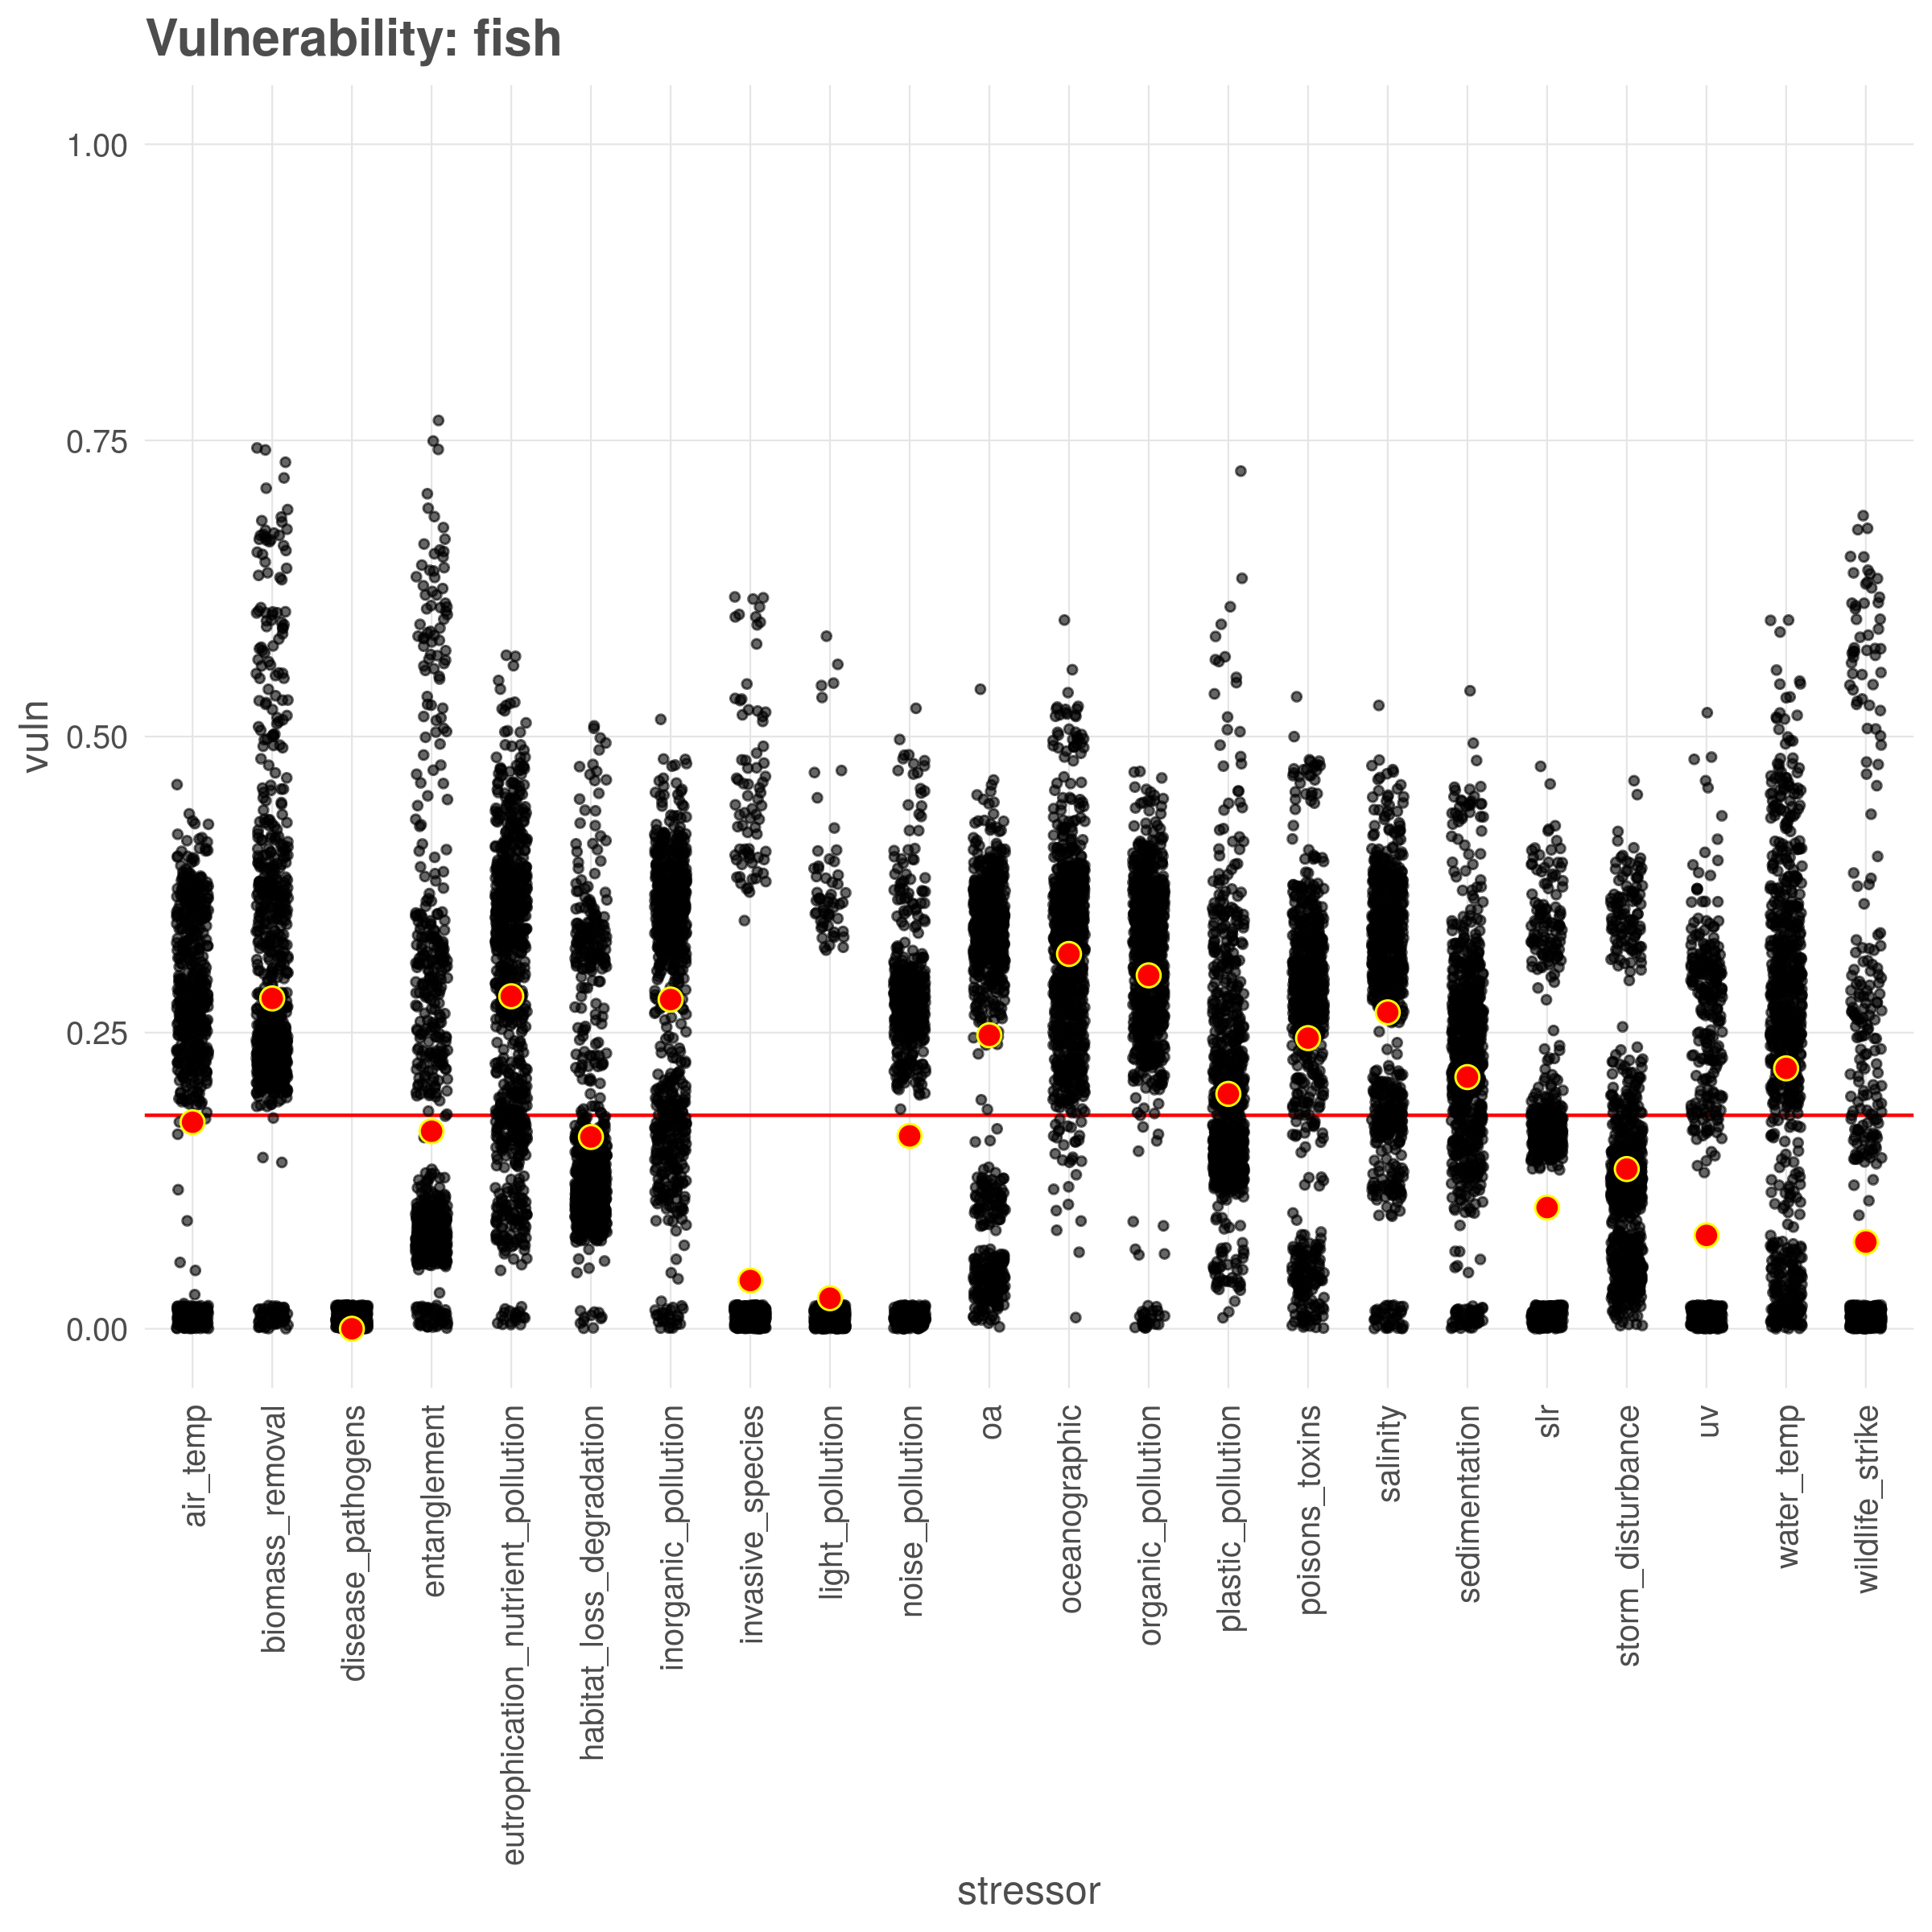 Vulnerability: fish
1.00
0.75
0.50
0.25
0.00
vuln
air_temp
biomass_removal
disease_pathogens
entanglement
eutrophication_nutrient_pollution
habitat_loss_degradation
inorganic_pollution
invasive_species
light_pollution
noise_pollution
oa
oceanographic
organic_pollution
plastic_pollution
poisons_toxins
salinity
sedimentation
slr
storm_disturbance
uv
water_temp
wildlife_strike
stressor